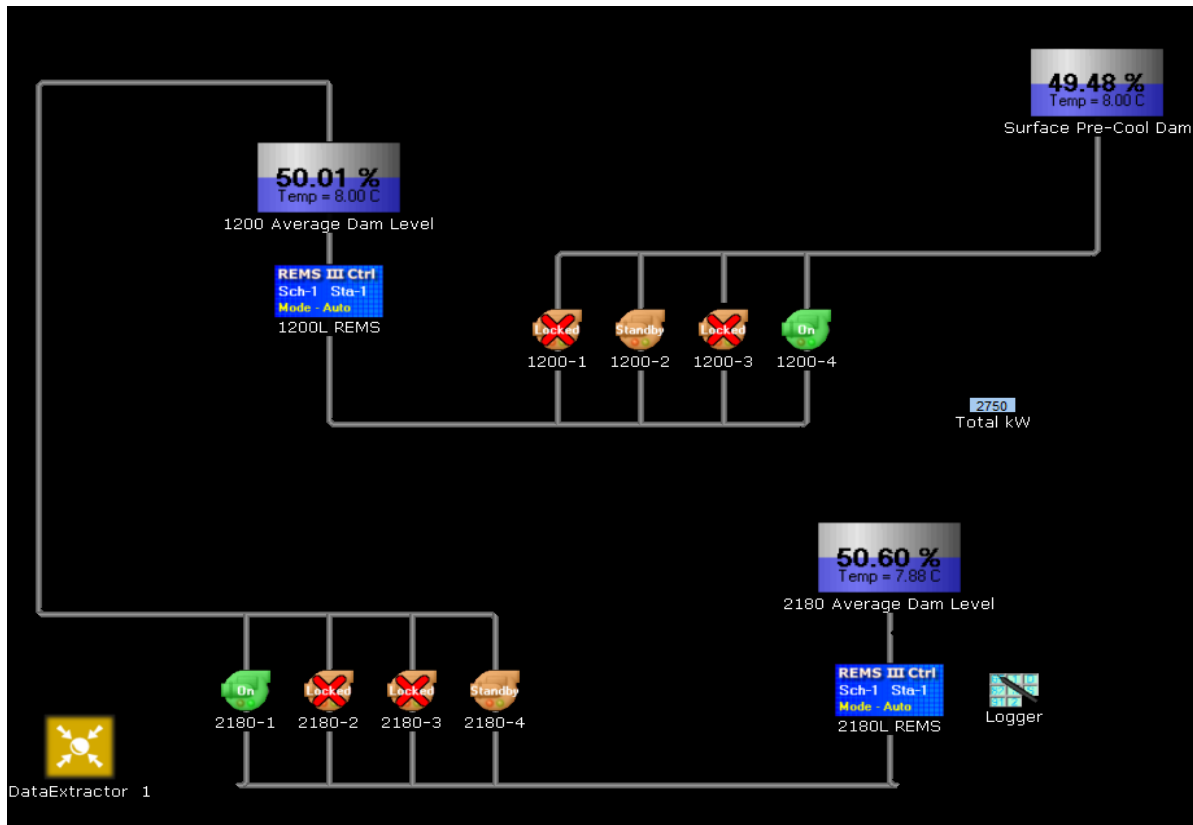 49.48 %
Temp = 8.00 C
Surface Pre-Cool Dam
50.01 %
Temp = 8.00 C
1200 Average Dam Level
REMS III Ctrl
Sch-1 Sta-1
Mode - Auto
1200L REMS
Locked
Standby
Locked
On
1200-1
1200-2
1200-3
1200-4
2750
Total kW
50.60 %
Temp = 7.88 C
2180 Average Dam Level
REMS III Ctrl
Sch-1 Sta-1
Mode - Auto
2180L REMS
Logger
On
Locked
Locked
Standby
2180-1
2180-2
2180-3
2180-4
DataExtractor 1